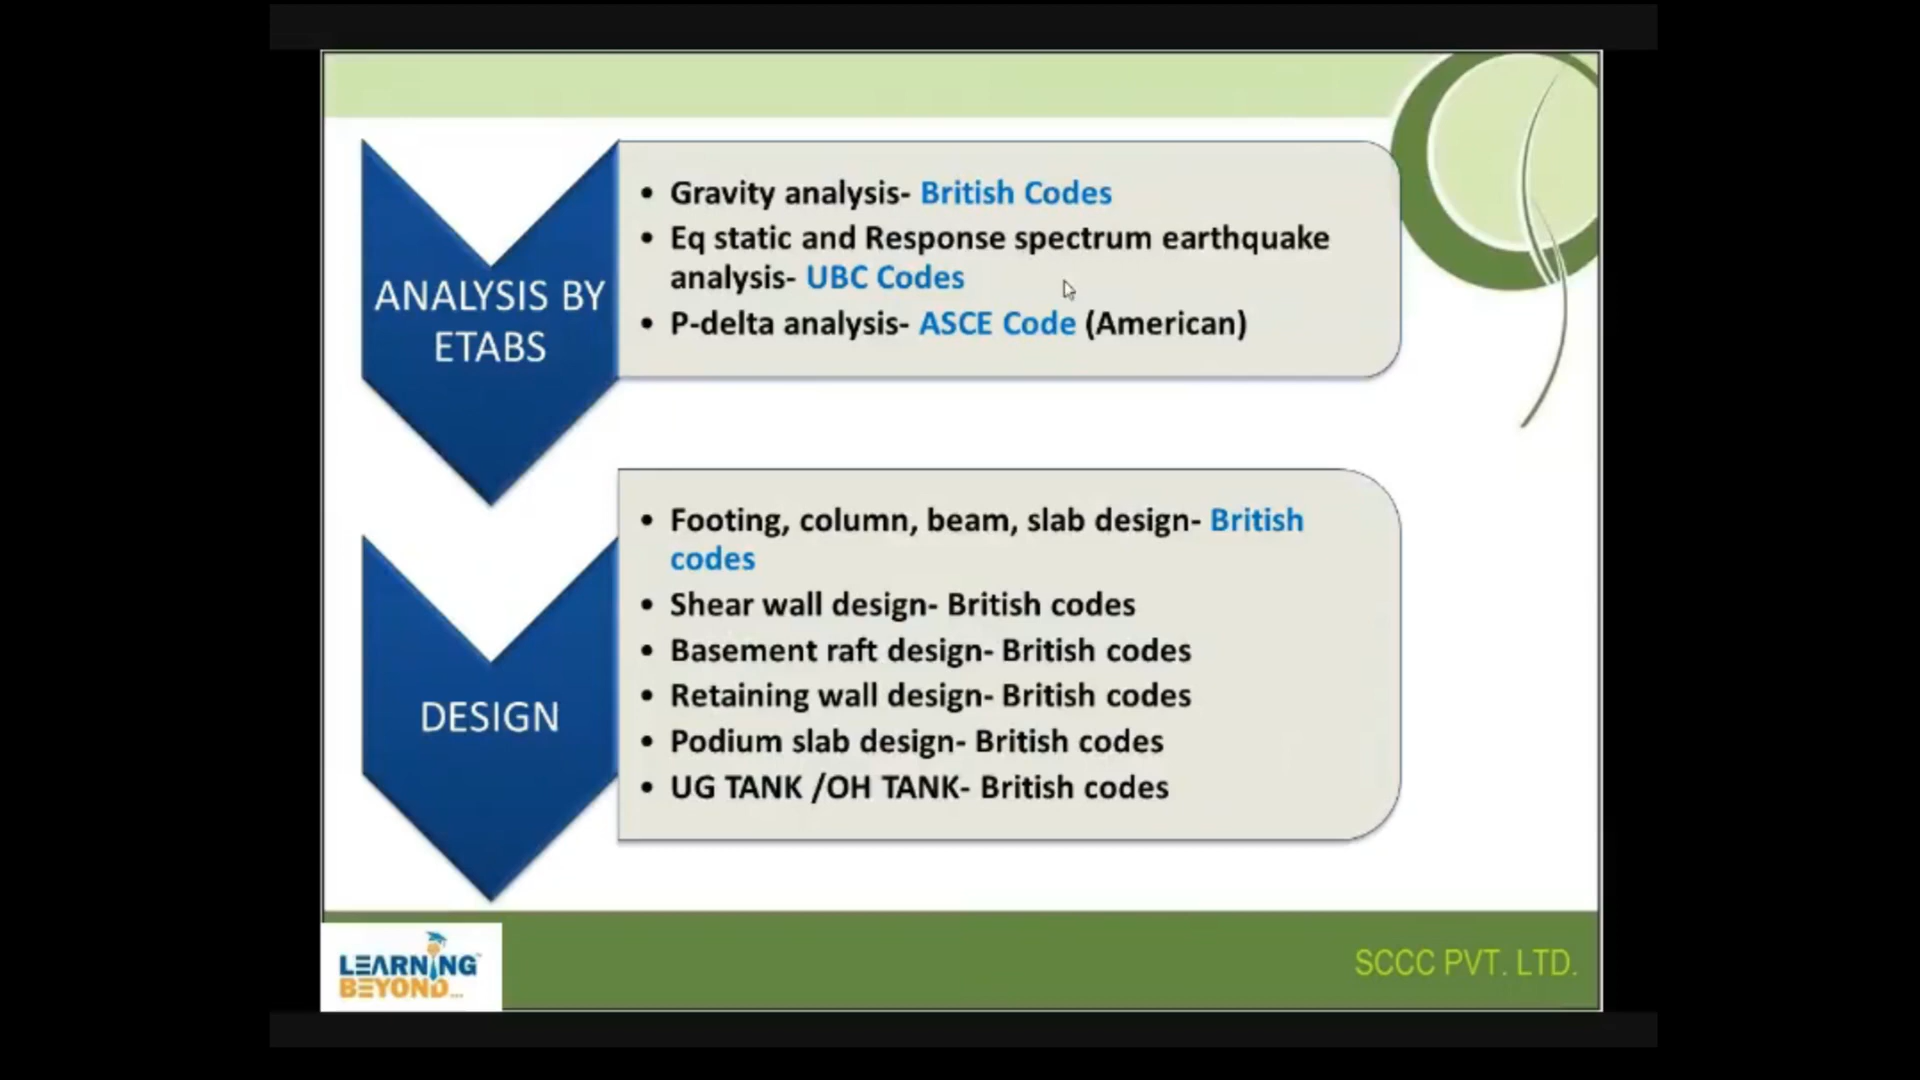 ANALYSIS BY
ETABS
• Gravity analysis- British Codes
• Eq static and Response spectrum earthquake
analysis- UBC Codes
• P-delta analysis- ASCE Code (American)
DESIGN
• Footing, column, beam, slab design- British
codes
• Shear wall design- British codes
• Basement raft design- British codes
• Retaining wall design- British codes
• Podium slab design- British codes
• UG TANK /OH TANK- British codes
LEARNING
BEYOND...
SCCC PVT. LTD.